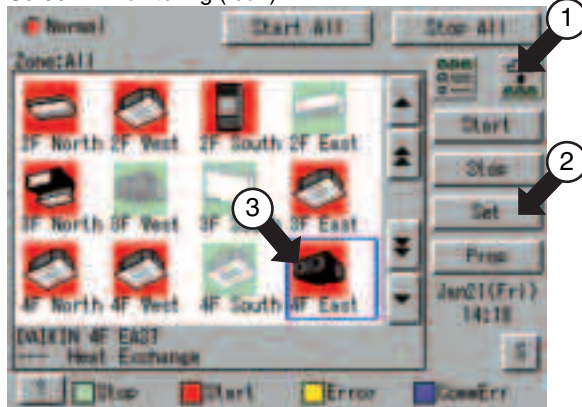 Normal
Start All
Stop All
1
Zone:All
2F North 2F West 2F South 2F East
Start
Stop
2
3F North 3F West 3F East
3
Set
4F North 4F West 4F South 4F East
Prop
Jan21(Fri)
14:18
DAIKIN 4F EAST
--- Heat Exchange
Stop Start Error CommErr